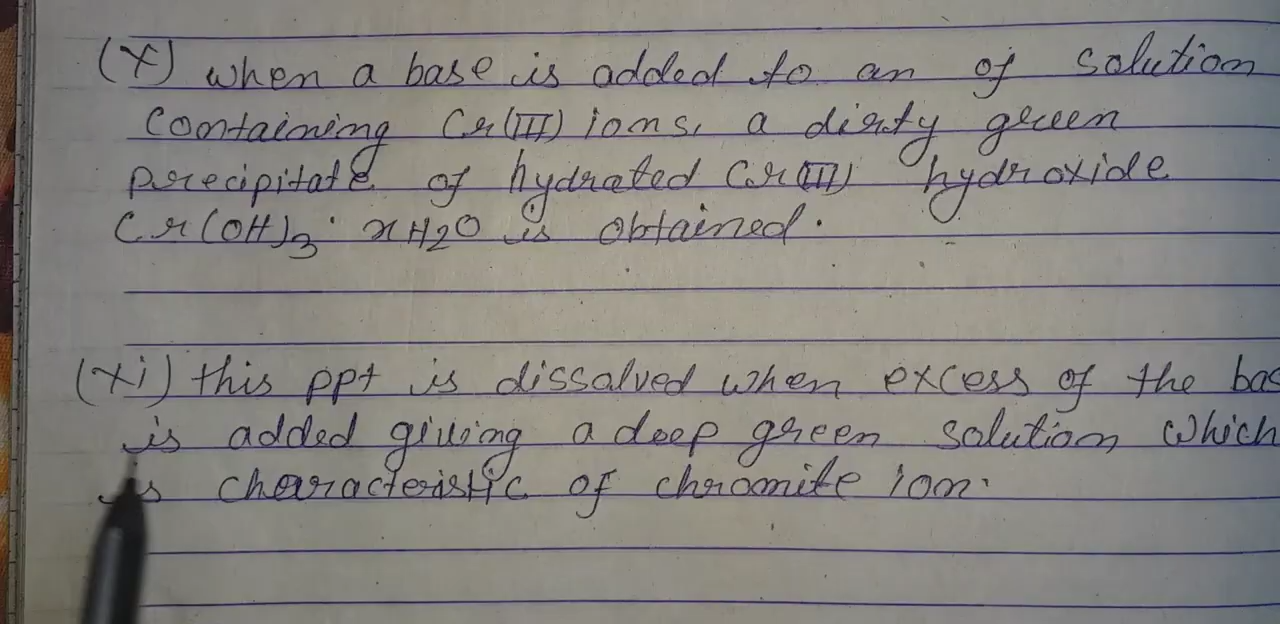 (x) when a base is added to an of solution
containing Cr(III) ions, a dirty green
precipitate of hydrated Cr(III) hydroxide
Cr(OH)3 · xH2O is obtained.
(xi) this ppt is dissolved when excess of the bas
is added giving a deep green solution which
is characteristic of chromite ion.